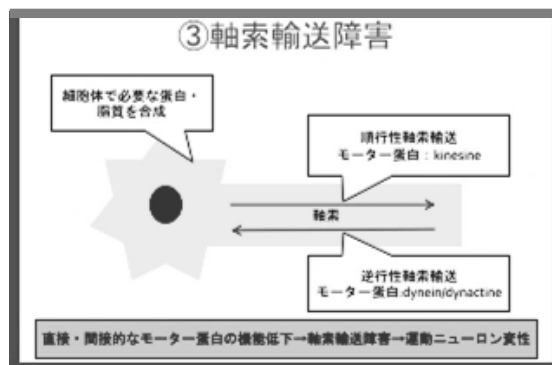 ③軸索輸送障害
細胞体で必要な蛋白・
脂質を合成
順行性軸索輸送
モーター蛋白：kinesine
軸索
逆行性軸索輸送
モーター蛋白:dynein/dynactine
直接・間接的なモーター蛋白の機能低下→軸索輸送障害→運動ニューロン変性